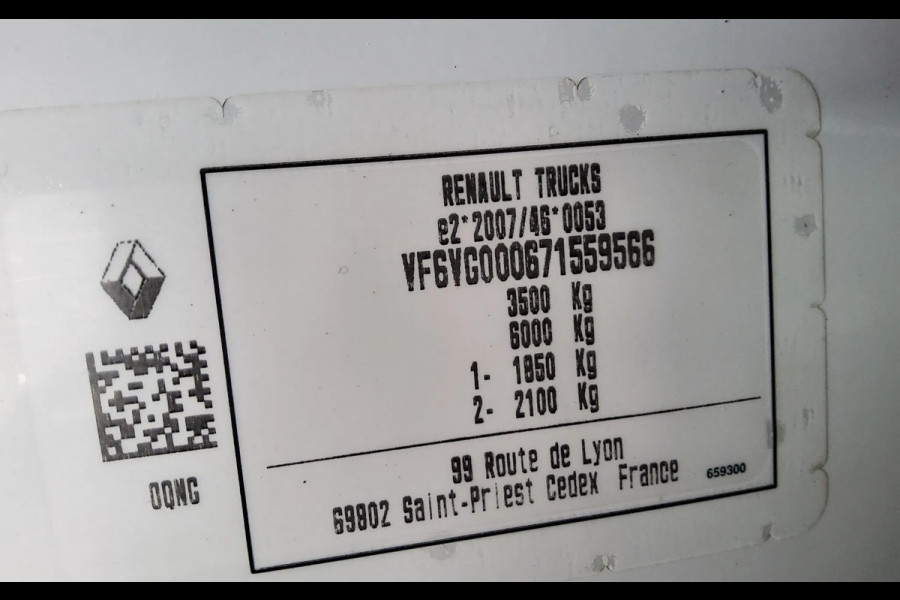 RENAULT TRUCKS
e2*2007/46*0053
VF6VG000671559566
3500 Kg
6000 Kg
1- 1850 Kg
2- 2100 Kg
99 Route de Lyon
69802 Saint-Priest Cedex France
659300
OQNG